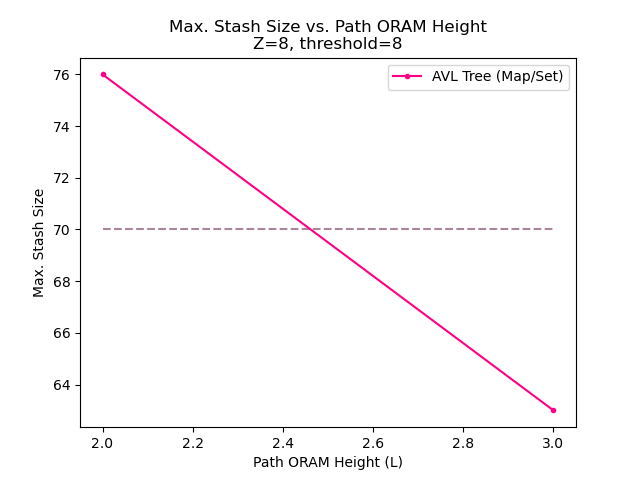 Max. Stash Size vs. Path ORAM Height
Z=8, threshold=8
AVL Tree (Map/Set)
Max. Stash Size
76
74
72
70
68
66
64
2.0
2.2
2.4
2.6
2.8
3.0
Path ORAM Height (L)